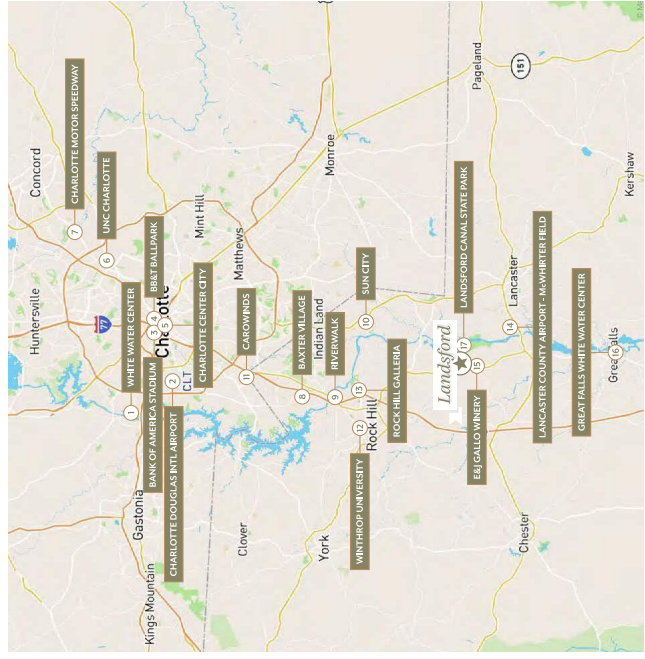 Huntersville
Concord
7
CHARLOTTE MOTOR SPEEDWAY
77
6
UNC CHARLOTTE
1
WHITE WATER CENTER
Gastonia
Kings Mountain
BANK OF AMERICA STADIUM
3
4
BB&T BALLPARK
5
CHARLOTTE DOUGLAS INTL AIRPORT
2
CLT
CHARLOTTE CENTER CITY
Mint Hill
Matthews
Clover
11
CAROWINDS
8
BAXTER VILLAGE
Indian Land
York
9
RIVERWALK
Monroe
WINTHROP UNIVERSITY
12
13
Rock Hill
10
SUN CITY
ROCK HILL GALLERIA
Landsford
17
LANDSFORD CANAL STATE PARK
E&J GALLO WINERY
15
Pageland
151
14
Lancaster
Chester
LANCASTER COUNTY AIRPORT - McWHIRTER FIELD
GREAT FALLS WHITE WATER CENTER
16
Kershaw